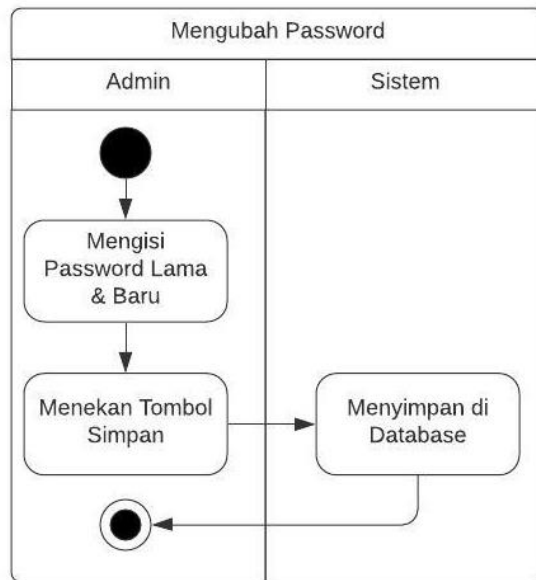 Mengubah Password
Admin
Sistem
Mengisi
Password Lama
& Baru
Menekan Tombol
Simpan
Menyimpan di
Database